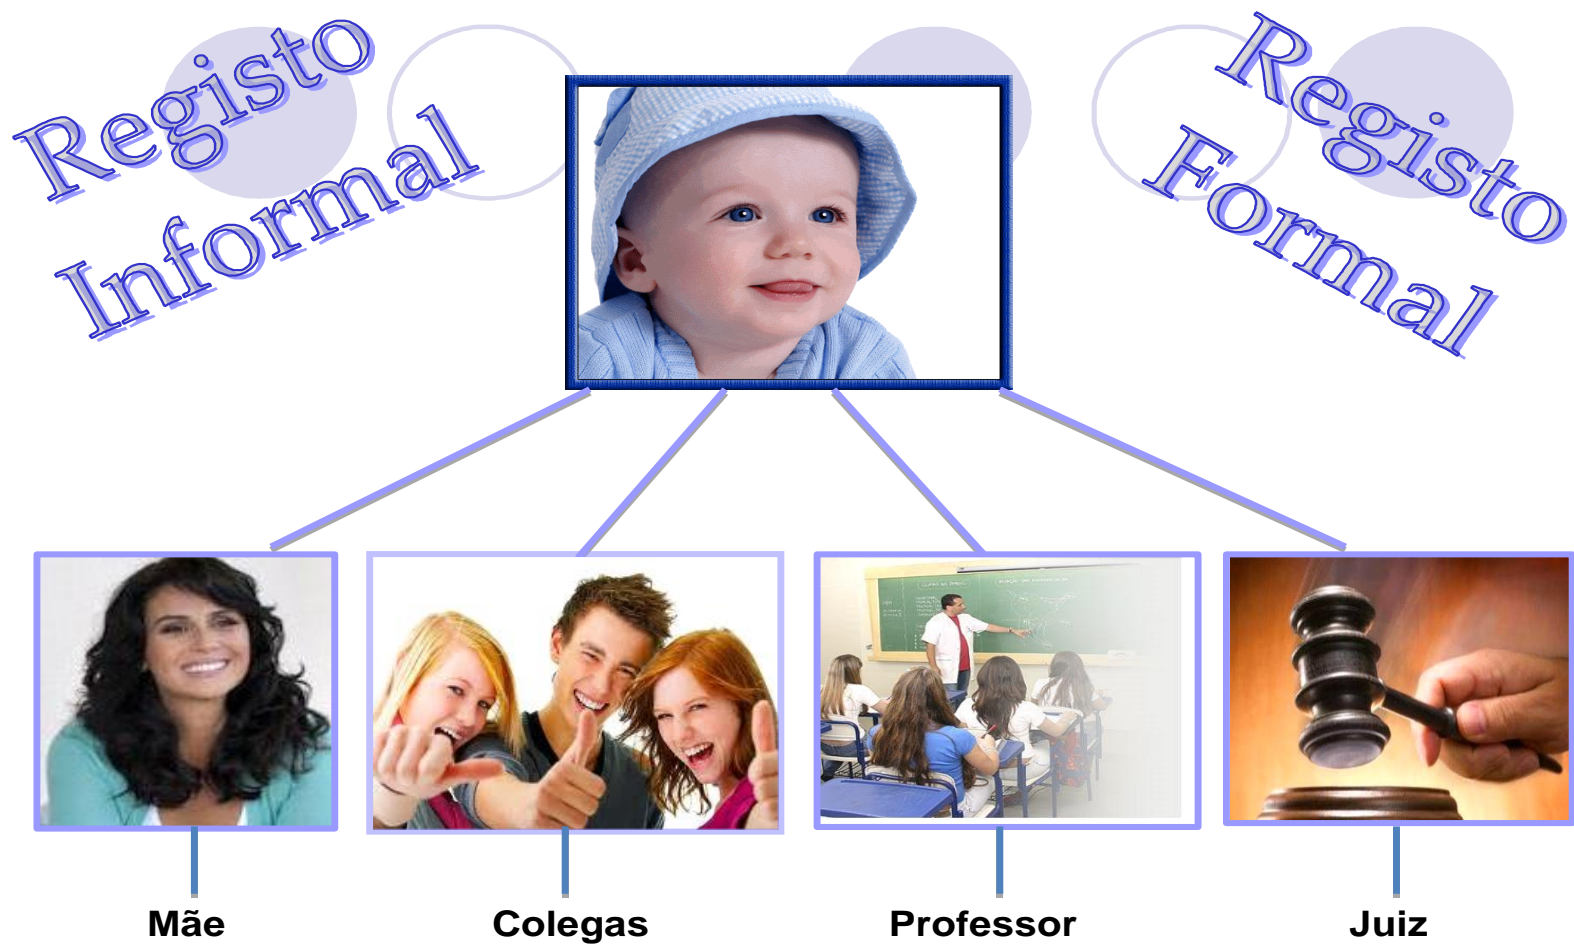 Registo
Informal
Registo
Formal
Mãe
Colegas
Professor
Juiz